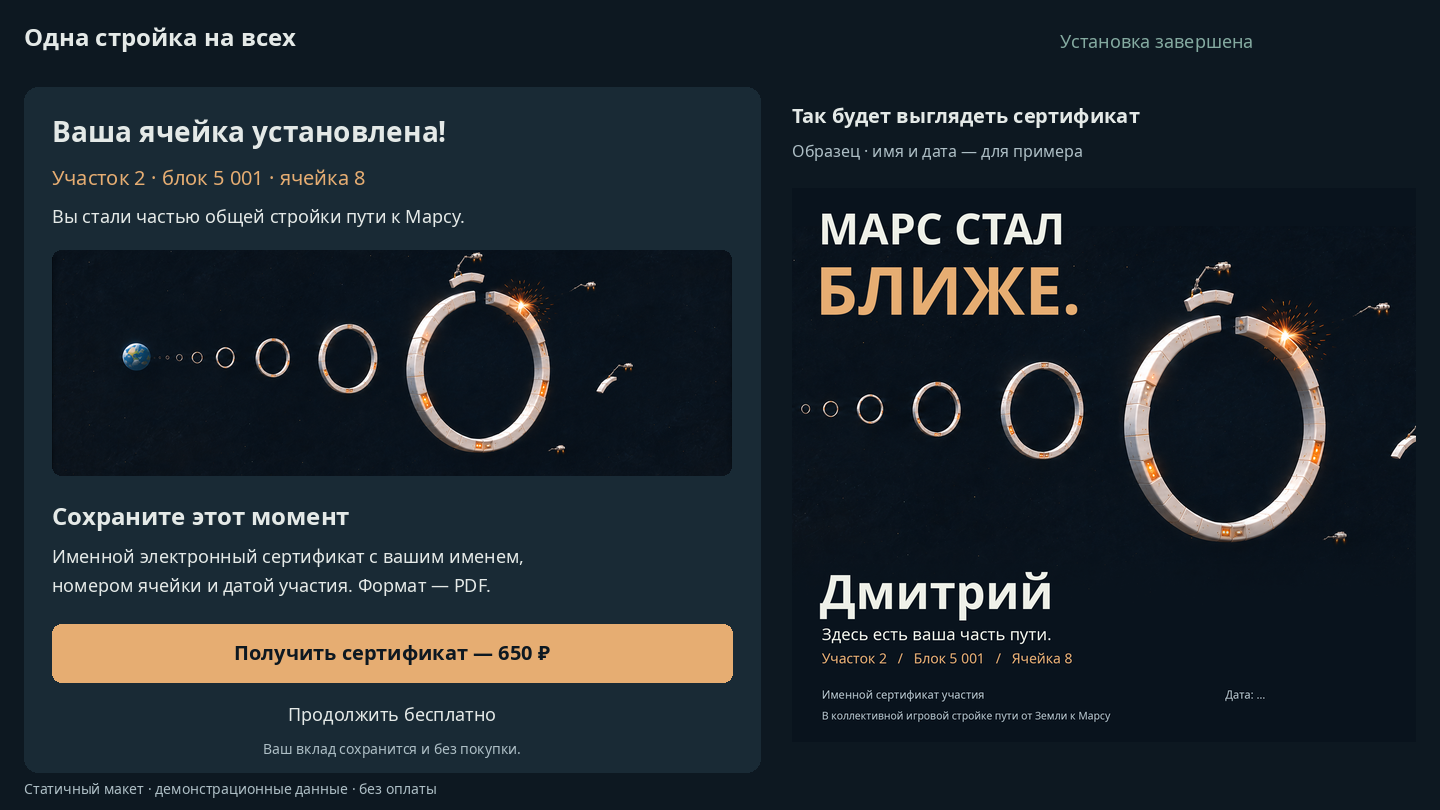 Одна стройка на всех
Установка завершена
Ваша ячейка установлена!
Участок 2 · блок 5 001 · ячейка 8
Вы стали частью общей стройки пути к Марсу.
Сохраните этот момент
Именной электронный сертификат с вашим именем,
номером ячейки и датой участия. Формат — PDF.
Получить сертификат — 650 ₽
Продолжить бесплатно
Ваш вклад сохранится и без покупки.
Статичный макет · демонстрационные данные · без оплаты
Так будет выглядеть сертификат
Образец · имя и дата — для примера
МАРС СТАЛ
БЛИЖЕ.
Дмитрий
Здесь есть ваша часть пути.
Участок 2 / Блок 5 001 / Ячейка 8
Именной сертификат участия
Дата: ...
В коллективной игровой стройке пути от Земли к Марсу